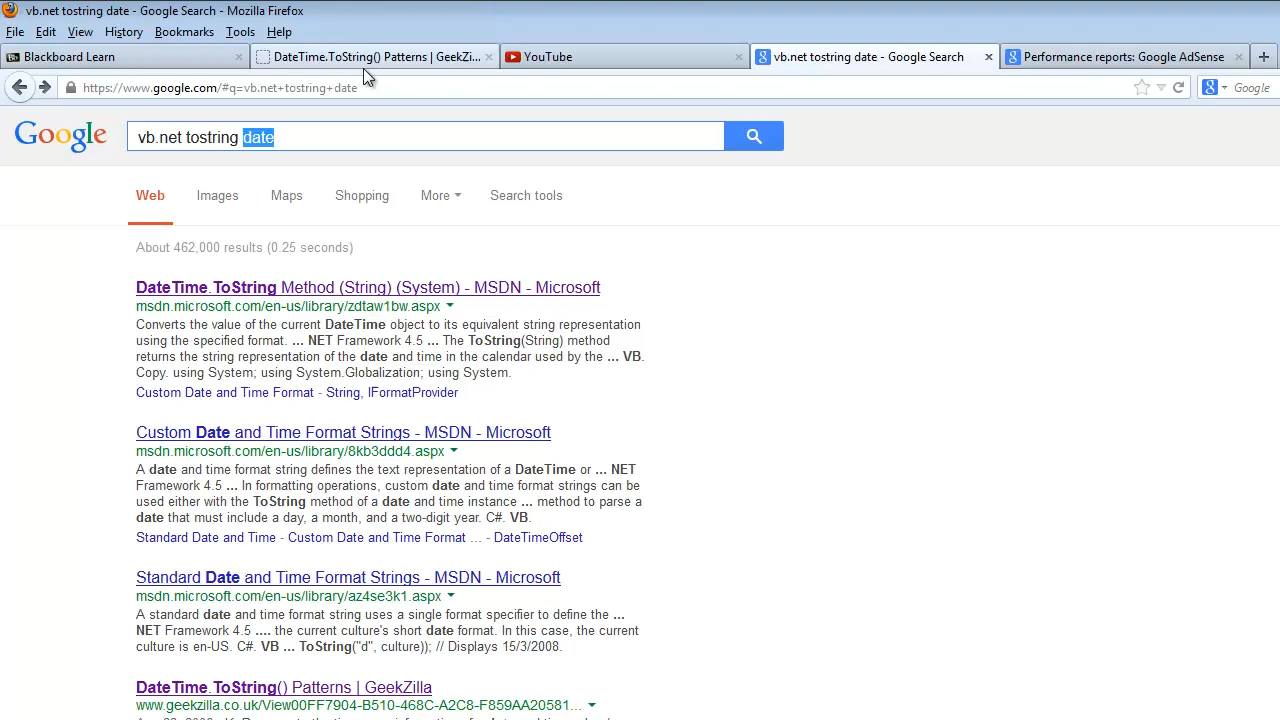 vb.net tostring date - Google Search - Mozilla Firefox
File Edit View History Bookmarks Tools Help
Blackboard Learn DateTime.ToString() Patterns | GeekZi... YouTube vb.net tostring date - Google Search Performance reports: Google AdSense
https://www.google.com/#q=vb.net+tostring+date Google
Google vb.net tostring date
Web Images Maps Shopping More Search tools
About 462,000 results (0.25 seconds)
DateTime.ToString Method (String) (System) - MSDN - Microsoft
msdn.microsoft.com/en-us/library/zdtaw1bw.aspx
Converts the value of the current DateTime object to its equivalent string representation
using the specified format. ... NET Framework 4.5 ... The ToString(String) method
returns the string representation of the date and time in the calendar used by the ... VB.
Copy. using System; using System.Globalization; using System.
Custom Date and Time Format - String, IFormatProvider
Custom Date and Time Format Strings - MSDN - Microsoft
msdn.microsoft.com/en-us/library/8kb3ddd4.aspx
A date and time format string defines the text representation of a DateTime or ... NET
Framework 4.5 ... In formatting operations, custom date and time format strings can be
used either with the ToString method of a date and time instance ... method to parse a
date that must include a day, a month, and a two-digit year. C#. VB.
Standard Date and Time - Custom Date and Time Format ... - DateTimeOffset
Standard Date and Time Format Strings - MSDN - Microsoft
msdn.microsoft.com/en-us/library/az4se3k1.aspx
A standard date and time format string uses a single format specifier to define the ...
NET Framework 4.5 .... the current culture's short date format. In this case, the current
culture is en-US. C#. VB ... ToString("d", culture)); // Displays 15/3/2008.
DateTime.ToString() Patterns | GeekZilla
www.geekzilla.co.uk/View00FF7904-B510-468C-A2C8-F859AA20581...